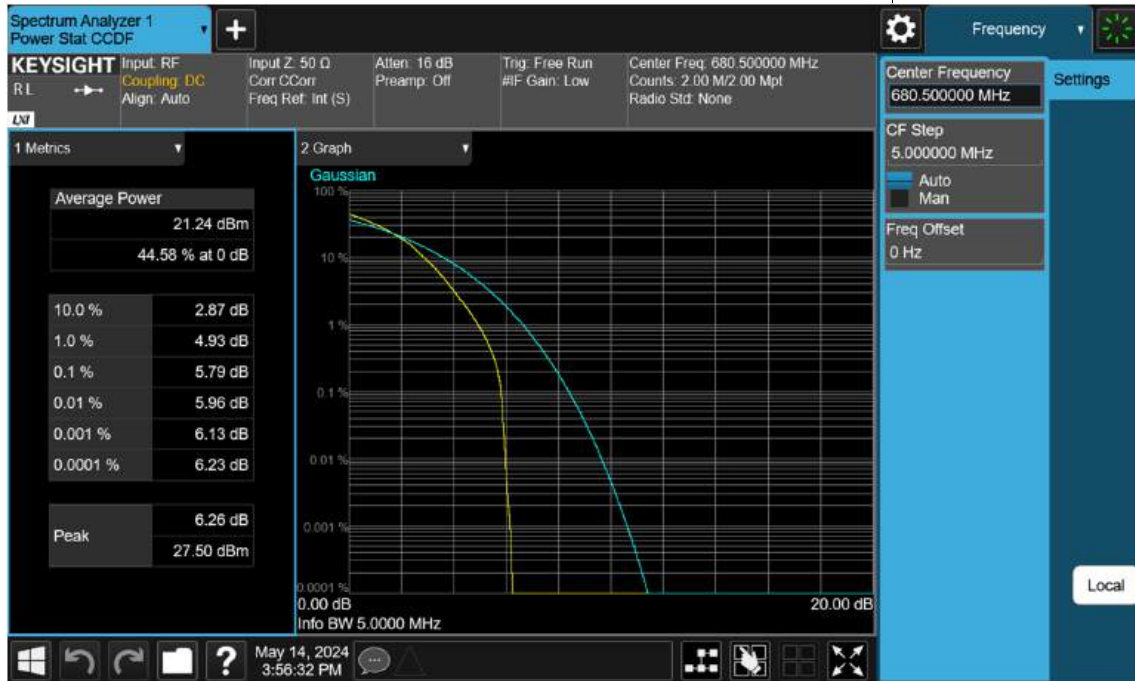 Spectrum Analyzer 1
Power Stat CCDF
Frequency
KEYSIGHT
RL
LXI
Input: RF
Coupling: DC
Align: Auto
Input Z: 50 Ω
Corr CCorr
Freq Ref: Int (S)
Atten: 16 dB
Preamp: Off
Trig: Free Run
#IF Gain: Low
Center Freq: 680.500000 MHz
Counts: 2.00 M/2.00 Mpt
Radio Std: None
Center Frequency
680.500000 MHz
Settings
CF Step
5.000000 MHz
Auto
Man
Freq Offset
0 Hz
Local
1 Metrics
Average Power
21.24 dBm
44.58 % at 0 dB
10.0 % 2.87 dB
1.0 % 4.93 dB
0.1 % 5.79 dB
0.01 % 5.96 dB
0.001 % 6.13 dB
0.0001 % 6.23 dB
Peak
6.26 dB
27.50 dBm
2 Graph
Gaussian
100 %
10 %
1 %
0.1 %
0.01 %
0.001 %
0.0001 %
0.00 dB 20.00 dB
Info BW 5.0000 MHz
?
May 14, 2024
3:56:32 PM